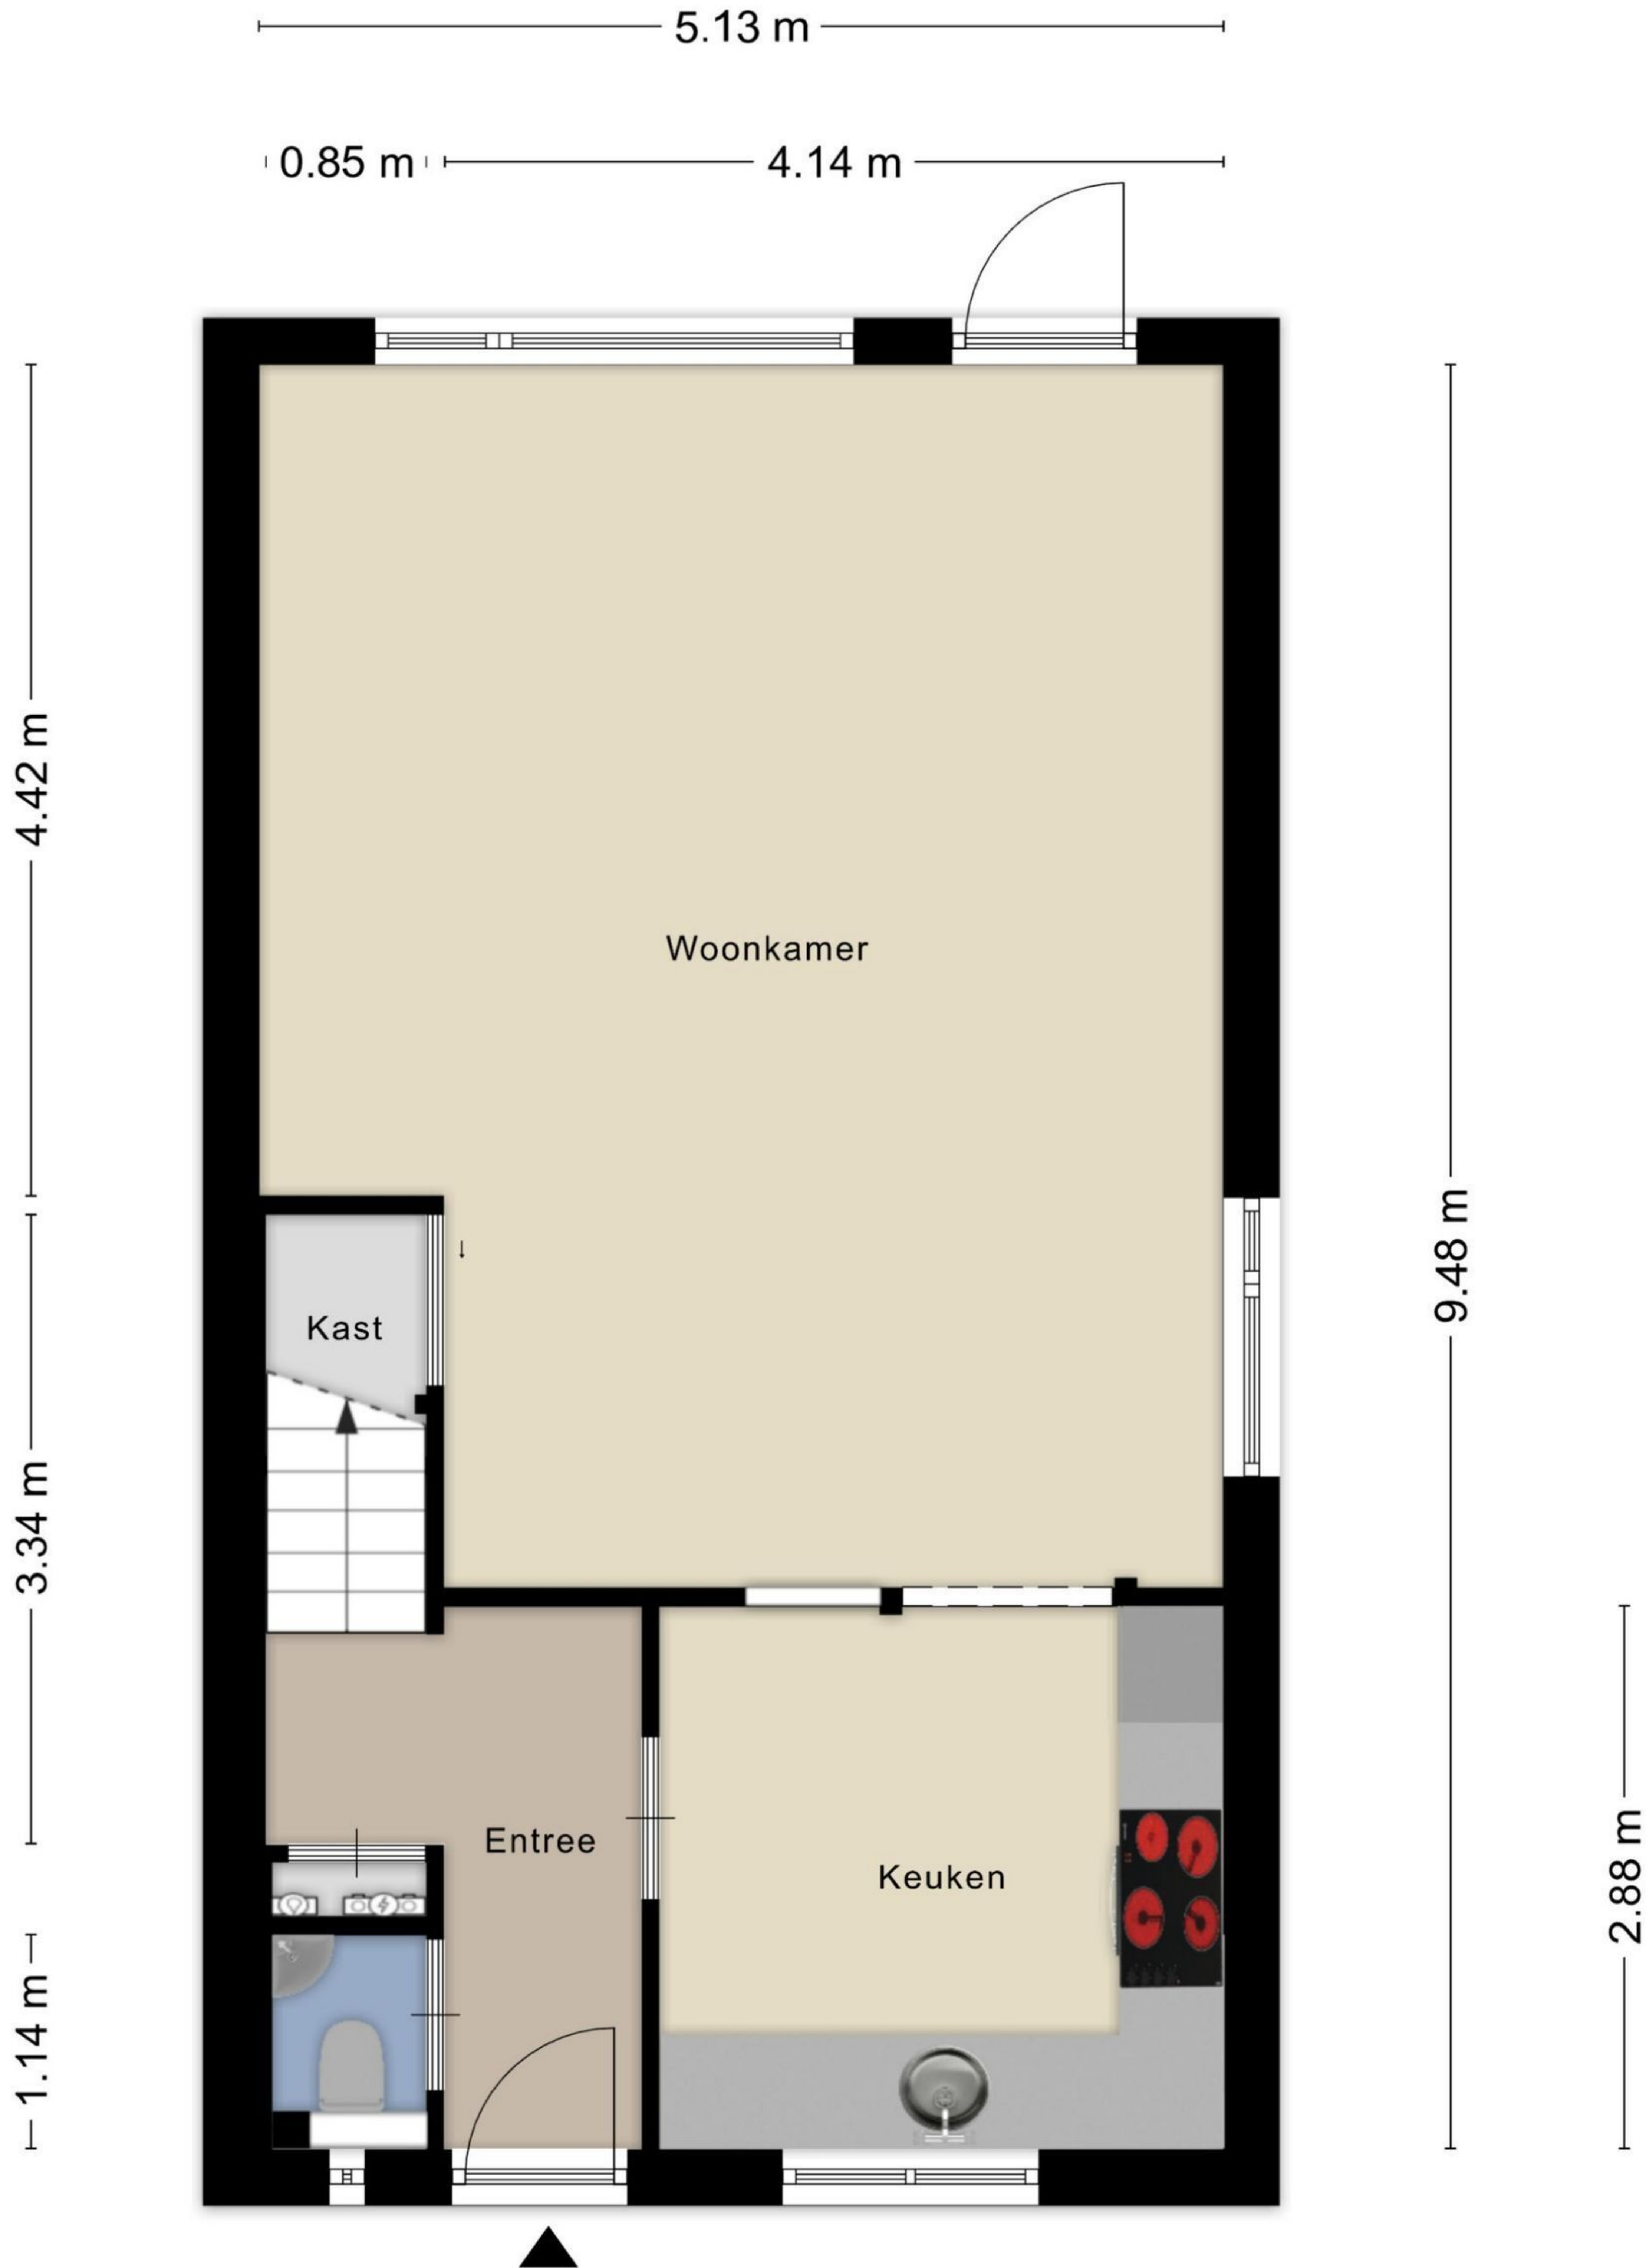 5.13 m
0.85 m
4.14 m
4.42 m
Woonkamer
9.48 m
Kast
3.34 m
Entree
Keuken
2.88 m
1.14 m